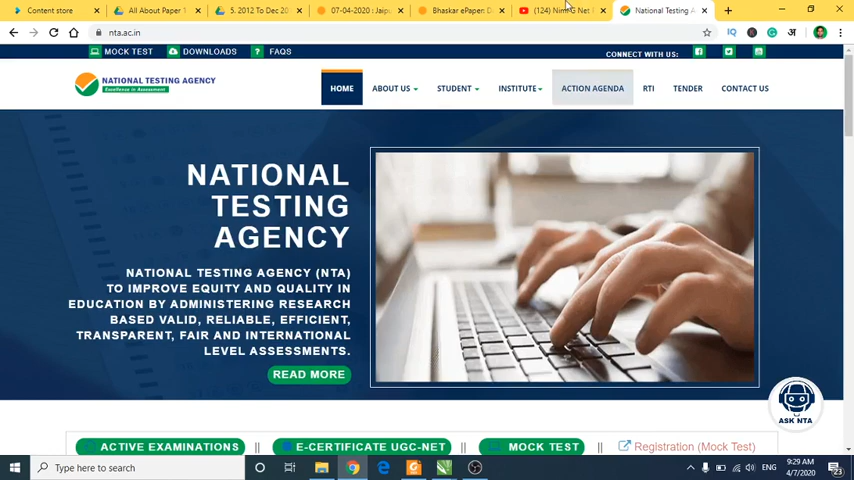 Content store
All About Paper 1
5. 2012 To Dec 20
07-04-2020 : Jaipu
Bhaskar ePaper: D
National Testing A
nta.ac.in
MOCK TEST
DOWNLOADS
? FAQS
CONNECT WITH US:
NATIONAL TESTING AGENCY
Excellence in Assessment
HOME
ABOUT US
STUDENT
INSTITUTE
ACTION AGENDA
RTI
TENDER
CONTACT US
NATIONAL
TESTING
AGENCY
NATIONAL TESTING AGENCY (NTA)
TO IMPROVE EQUITY AND QUALITY IN
EDUCATION BY ADMINISTERING RESEARCH
BASED VALID, RELIABLE, EFFICIENT,
TRANSPARENT, FAIR AND INTERNATIONAL
LEVEL ASSESSMENTS.
READ MORE
ASK NTA
ACTIVE EXAMINATIONS || E-CERTIFICATE UGC-NET || MOCK TEST || Registration (Mock Test)
Type here to search
ENG
9:29 AM
4/7/2020
23